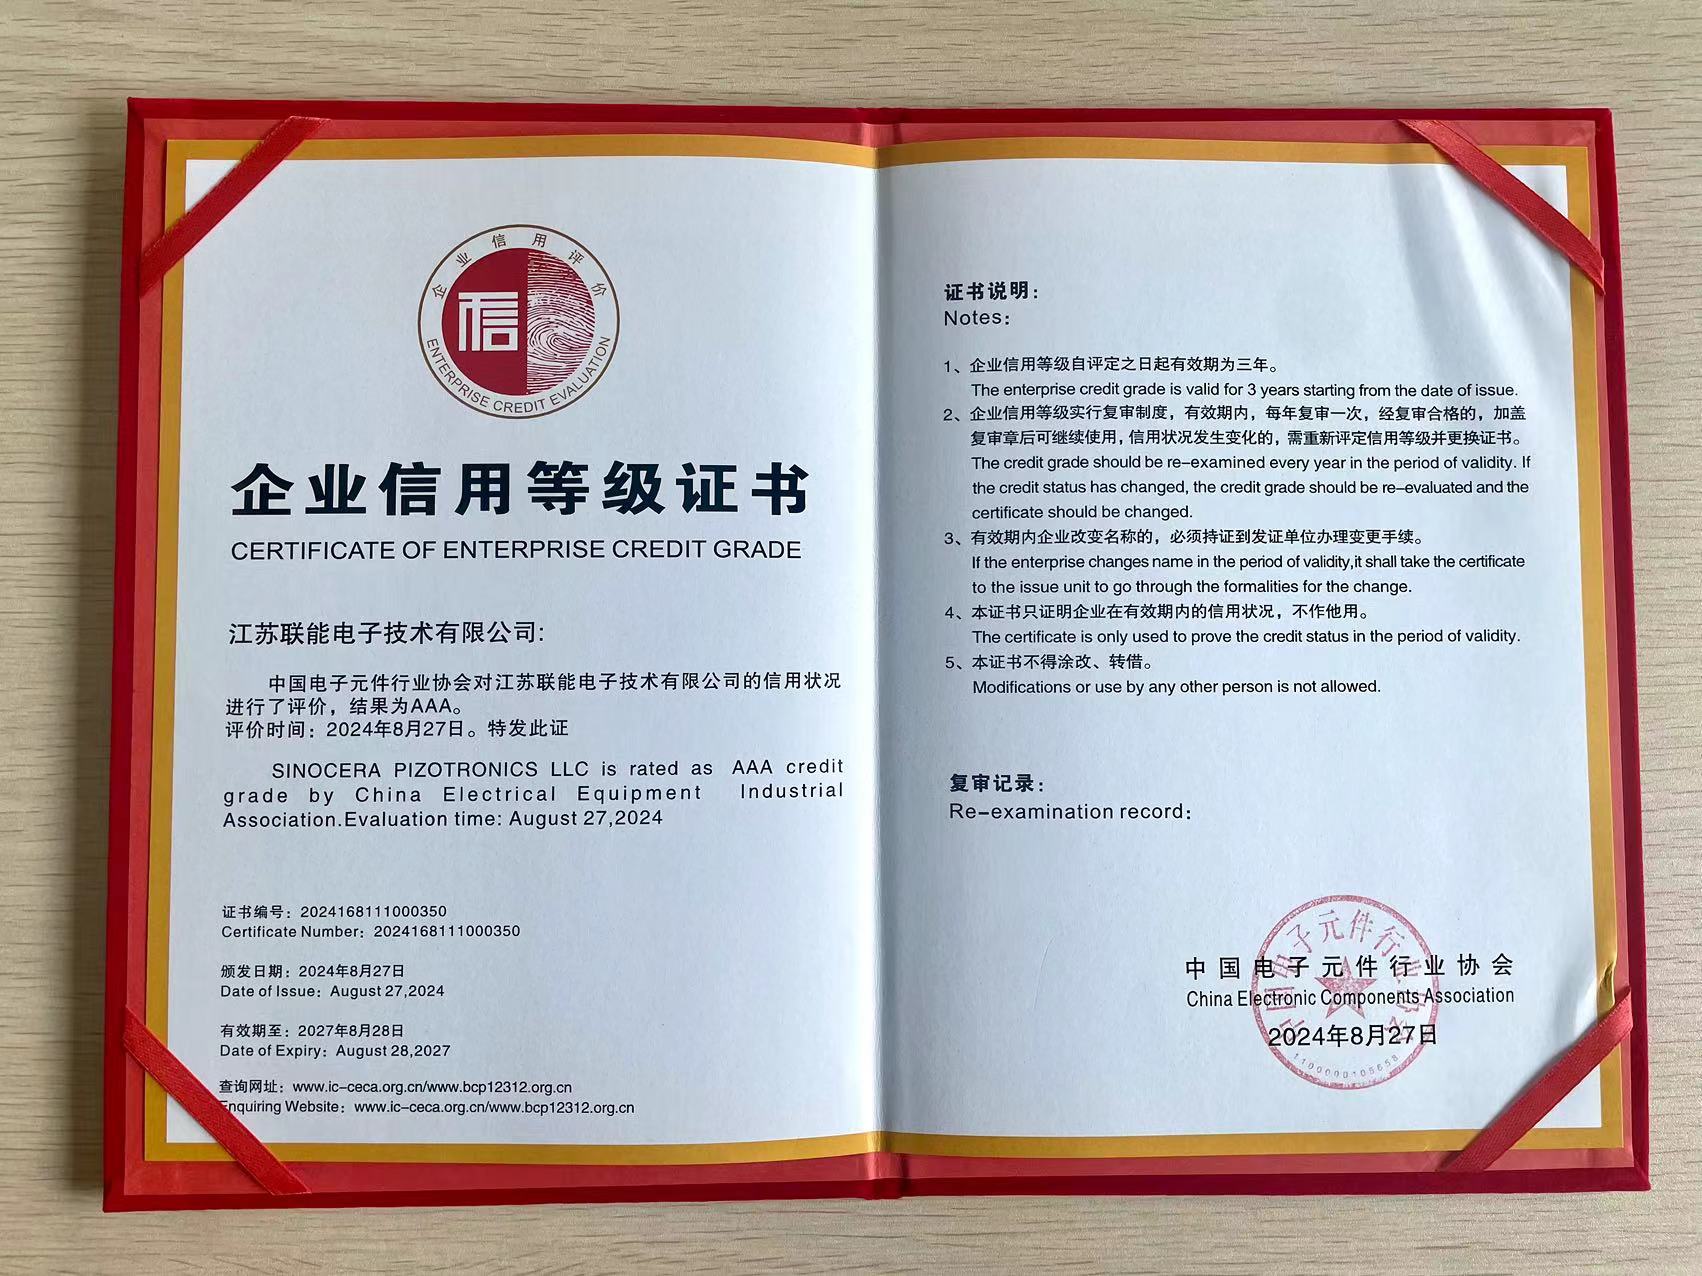 企业信用评价
信
ENTERPRISE CREDIT EVALUATION
企业信用等级证书
CERTIFICATE OF ENTERPRISE CREDIT GRADE
江苏联能电子技术有限公司:
中国电子元件行业协会对江苏联能电子技术有限公司的信用状况
进行了评价，结果为AAA。
评价时间：2024年8月27日。特发此证
SINOCERA PIZOTRONICS LLC is rated as AAA credit
grade by China Electrical Equipment Industrial
Association.Evaluation time: August 27,2024
证书编号：2024168111000350
Certificate Number：2024168111000350
颁发日期：2024年8月27日
Date of Issue：August 27,2024
有效期至：2027年8月28日
Date of Expiry：August 28,2027
查询网址：www.ic-ceca.org.cn/www.bcp12312.org.cn
Enquiring Website：www.ic-ceca.org.cn/www.bcp12312.org.cn
证书说明：
Notes：
1、企业信用等级自评定之日起有效期为三年。
The enterprise credit grade is valid for 3 years starting from the date of issue.
2、企业信用等级实行复审制度，有效期内，每年复审一次，经复审合格的，加盖
复审章后可继续使用，信用状况发生变化的，需重新评定信用等级并更换证书。
The credit grade should be re-examined every year in the period of validity. If
the credit status has changed, the credit grade should be re-evaluated and the
certificate should be changed.
3、有效期内企业改变名称的，必须持证到发证单位办理变更手续。
If the enterprise changes name in the period of validity,it shall take the certificate
to the issue unit to go through the formalities for the change.
4、本证书只证明企业在有效期内的信用状况，不作他用。
The certificate is only used to prove the credit status in the period of validity.
5、本证书不得涂改、转借。
Modifications or use by any other person is not allowed.
复审记录：
Re-examination record：
中国电子元件行业协会
中国电子元件行业协会
China Electronic Components Association
2024年8月27日
1100000105658